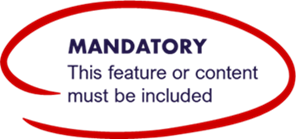 MANDATORY
This feature or content
must be included